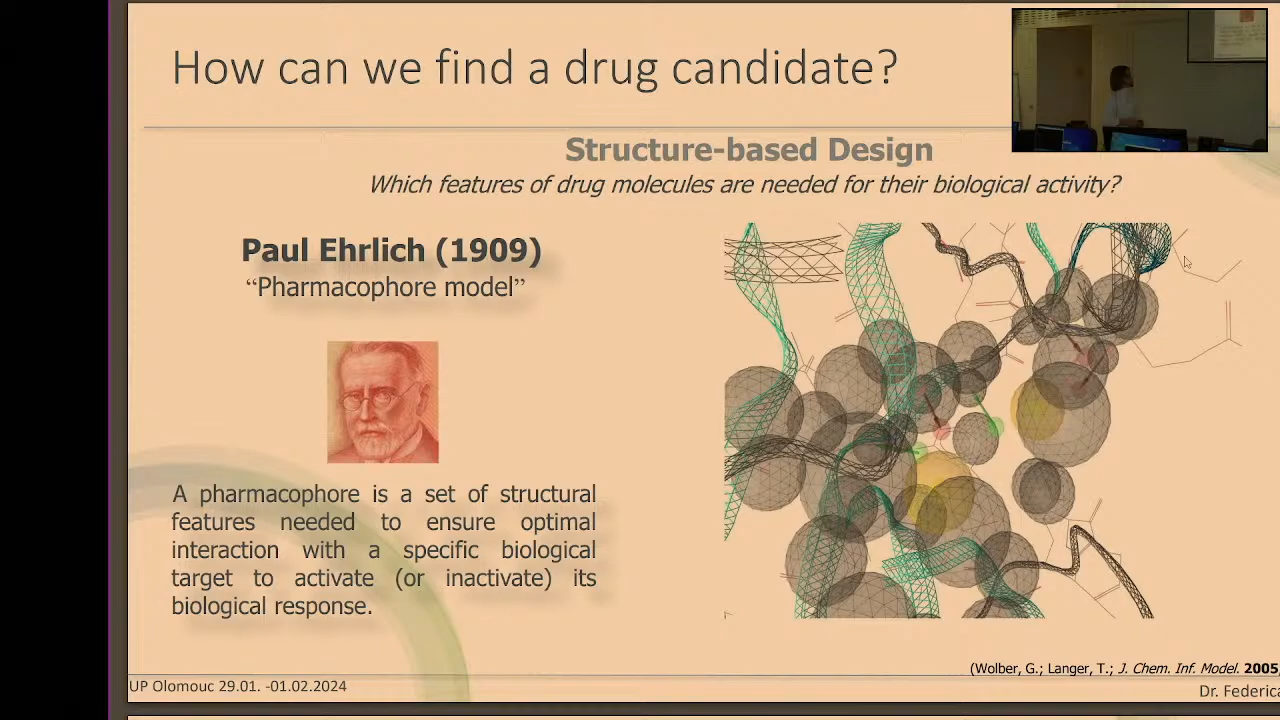 How can we find a drug candidate?
Structure-based Design
Which features of drug molecules are needed for their biological activity?
Paul Ehrlich (1909)
“Pharmacophore model”
A pharmacophore is a set of structural
features needed to ensure optimal
interaction with a specific biological
target to activate (or inactivate) its
biological response.
(Wolber, G.; Langer, T.; J. Chem. Inf. Model. 2005,
UP Olomouc 29.01. -01.02.2024
Dr. Federica